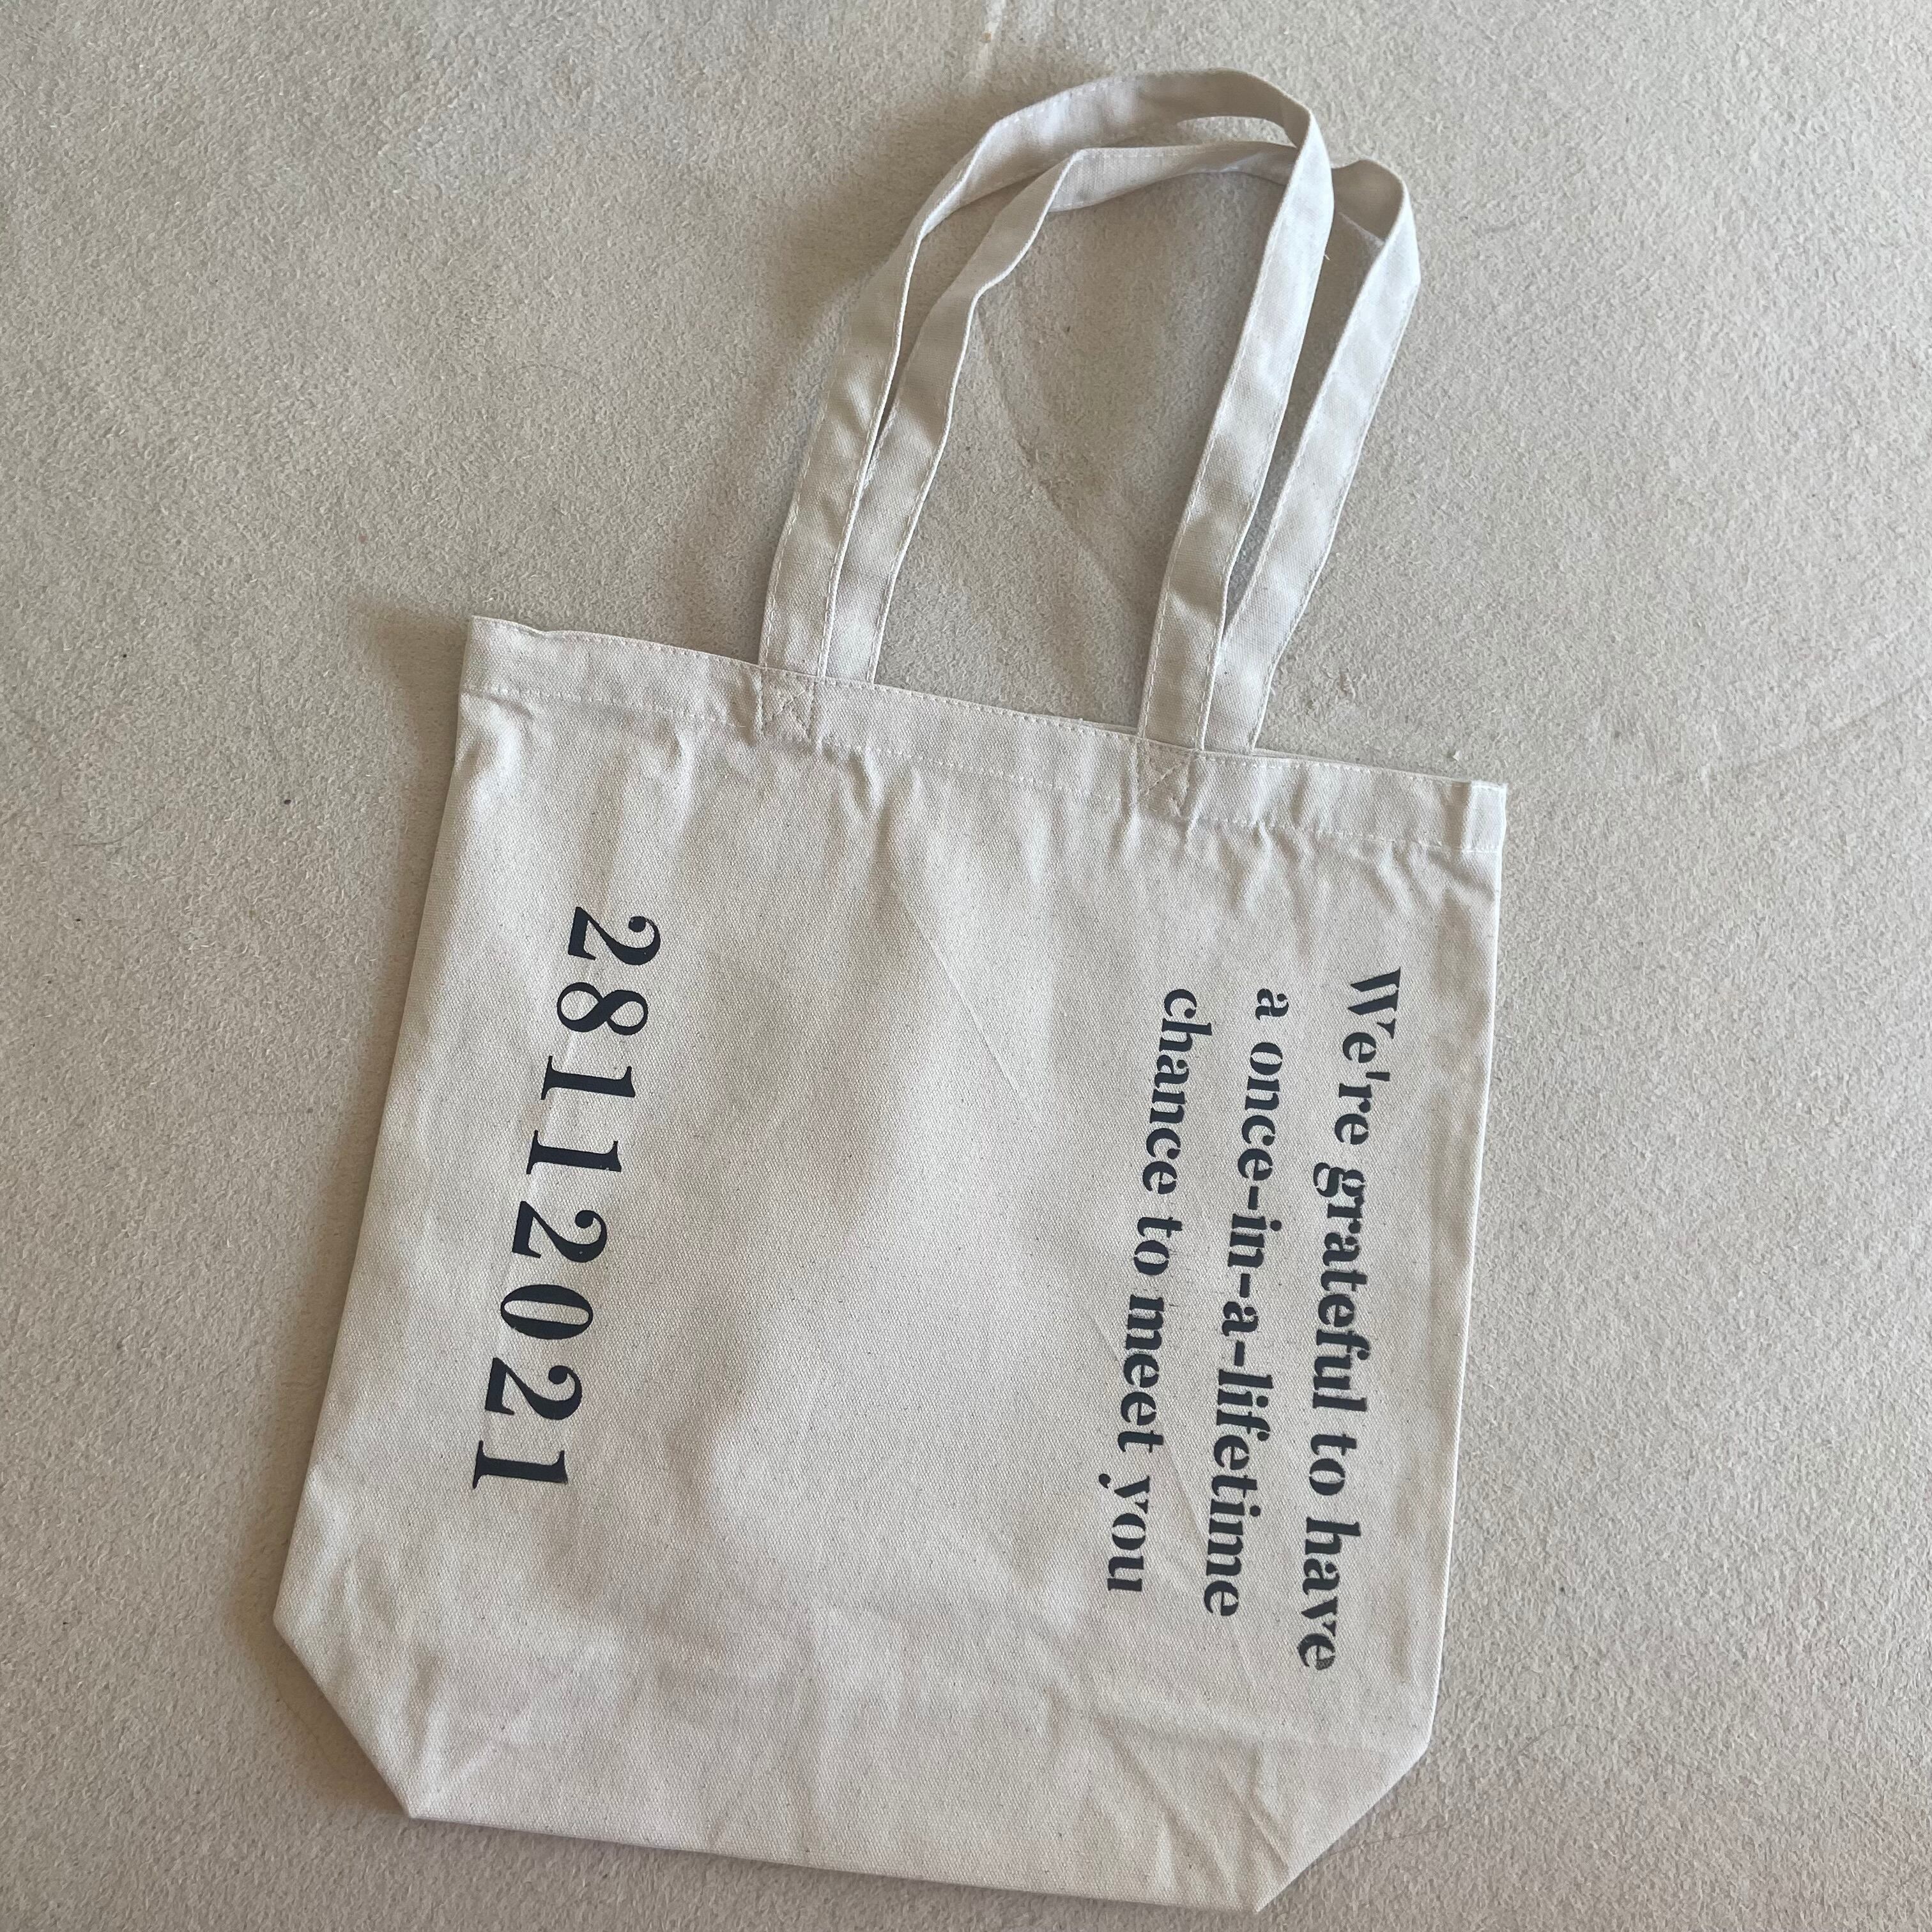 We're grateful to have
a once-in-a-lifetime
chance to meet you
28112021